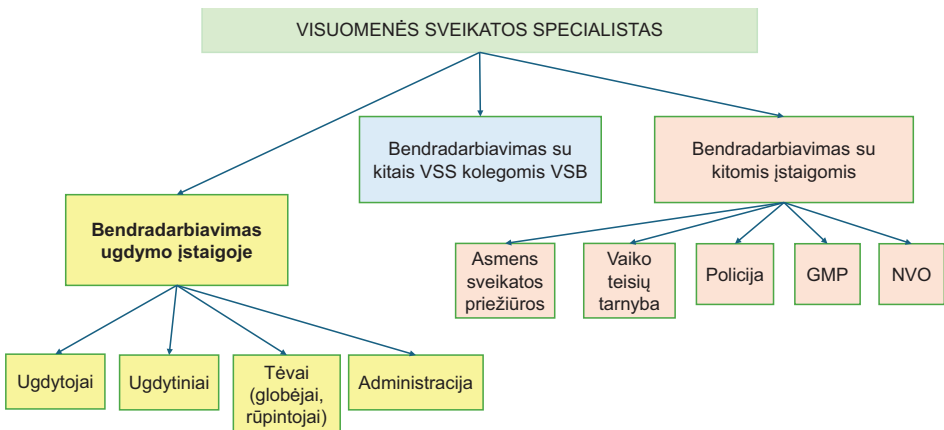 VISUOMENĖS SVEIKATOS SPECIALISTAS
Bendradarbiavimas su
kitais VSS kolegomis VSB
Bendradarbiavimas su
kitomis įstaigomis
Bendradarbiavimas
ugdymo įstaigoje
Asmens
sveikatos
priežiūros
Vaiko
teisių
tarnyba
Policija
GMP
NVO
Ugdytojai
Ugdytiniai
Tėvai
(globėjai,
rūpintojai)
Administracija